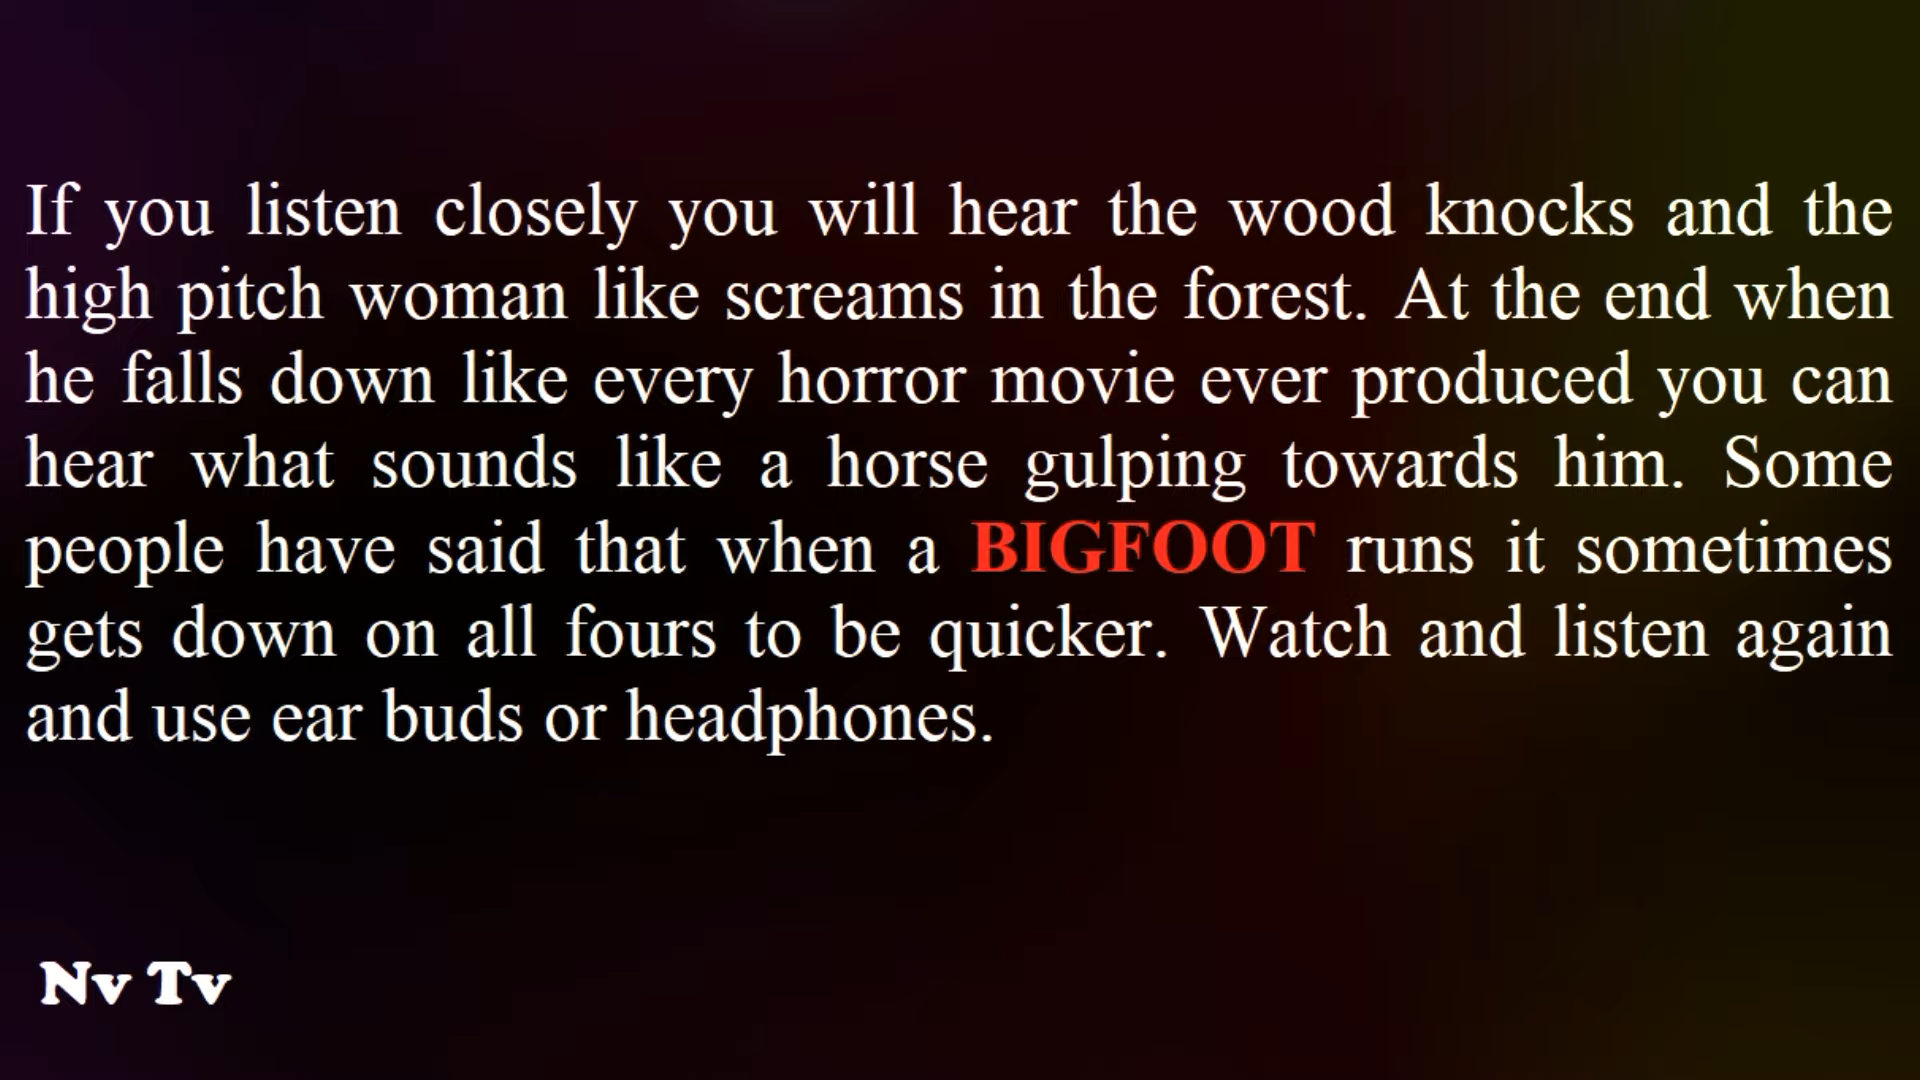 If you listen closely you will hear the wood knocks and the
high pitch woman like screams in the forest. At the end when
he falls down like every horror movie ever produced you can
hear what sounds like a horse gulping towards him. Some
people have said that when a BIGFOOT runs it sometimes
gets down on all fours to be quicker. Watch and listen again
and use ear buds or headphones.
Nv Tv